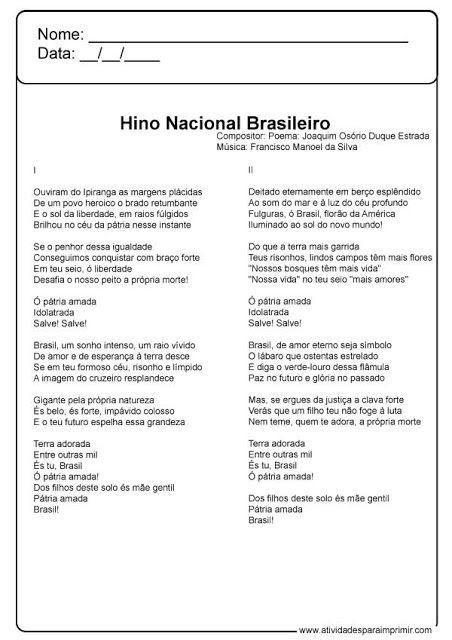 Nome: ______________________________________
Data: __/__/____
Hino Nacional Brasileiro
Compositor: Poema: Joaquim Osório Duque Estrada
Música: Francisco Manoel da Silva
I
Ouviram do Ipiranga as margens plácidas
De um povo heroico o brado retumbante
E o sol da liberdade, em raios fúlgidos
Brilhou no céu da pátria nesse instante
Se o penhor dessa igualdade
Conseguimos conquistar com braço forte
Em teu seio, ó liberdade
Desafia o nosso peito a própria morte!
Ó pátria amada
Idolatrada
Salve! Salve!
Brasil, um sonho intenso, um raio vívido
De amor e de esperança à terra desce
Se em teu formoso céu, risonho e límpido
A imagem do cruzeiro resplandece
Gigante pela própria natureza
És belo, és forte, impávido colosso
E o teu futuro espelha essa grandeza
Terra adorada
Entre outras mil
És tu, Brasil
Ó pátria amada!
Dos filhos deste solo és mãe gentil
Pátria amada
Brasil!
II
Deitado eternamente em berço esplêndido
Ao som do mar e à luz do céu profundo
Fulguras, ó Brasil, florão da América
Iluminado ao sol do novo mundo!
Do que a terra mais garrida
Teus risonhos, lindos campos têm mais flores
"Nossos bosques têm mais vida"
"Nossa vida" no teu seio "mais amores"
Ó pátria amada
Idolatrada
Salve! Salve!
Brasil, de amor eterno seja símbolo
O lábaro que ostentas estrelado
E diga o verde-louro dessa flâmula
Paz no futuro e glória no passado
Mas, se ergues da justiça a clava forte
Verás que um filho teu não foge à luta
Nem teme, quem te adora, a própria morte
Terra adorada
Entre outras mil
És tu, Brasil
Ó pátria amada!
Dos filhos deste solo és mãe gentil
Pátria amada
Brasil!
www.atividadesparaimprimir.com